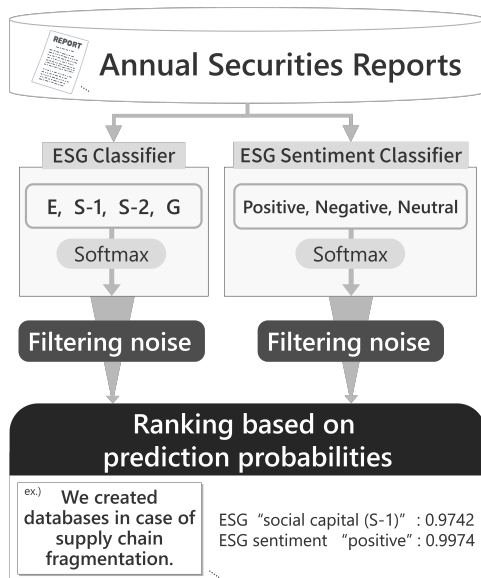 REPORT
Annual Securities Reports
ESG Classifier
ESG Sentiment Classifier
E, S-1, S-2, G
Positive, Negative, Neutral
Softmax
Softmax
Filtering noise
Filtering noise
Ranking based on
prediction probabilities
ex.)
We created
databases in case of
supply chain
fragmentation.
ESG “social capital (S-1)” : 0.9742
ESG sentiment “positive” : 0.9974